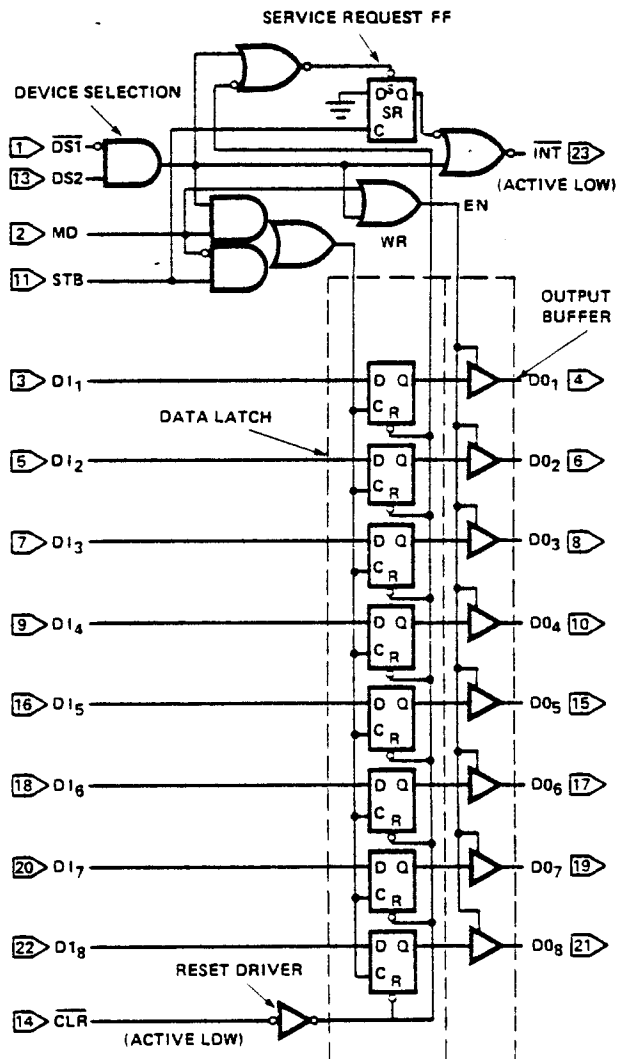 SERVICE REQUEST FF
DEVICE SELECTION
D S Q
SR
C
1 DS1
13 DS2
INT 23
(ACTIVE LOW)
2 MD
EN
WR
11 STB
OUTPUT
BUFFER
3 DI1 D Q C R DO1 4
DATA LATCH
5 DI2 D Q C R DO2 6
7 DI3 D Q C R DO3 8
9 DI4 D Q C R DO4 10
16 DI5 D Q C R DO5 15
18 DI6 D Q C R DO6 17
20 DI7 D Q C R DO7 19
22 DI8 D Q C R DO8 21
RESET DRIVER
14 CLR
(ACTIVE LOW)